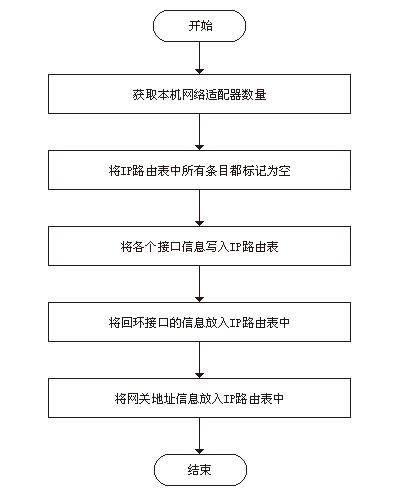 开始
获取本机网络适配器数量
将IP路由表中所有条目都标记为空
将各个接口信息写入IP路由表
将回环接口的信息放入IP路由表中
将网关地址信息放入IP路由表中
结束